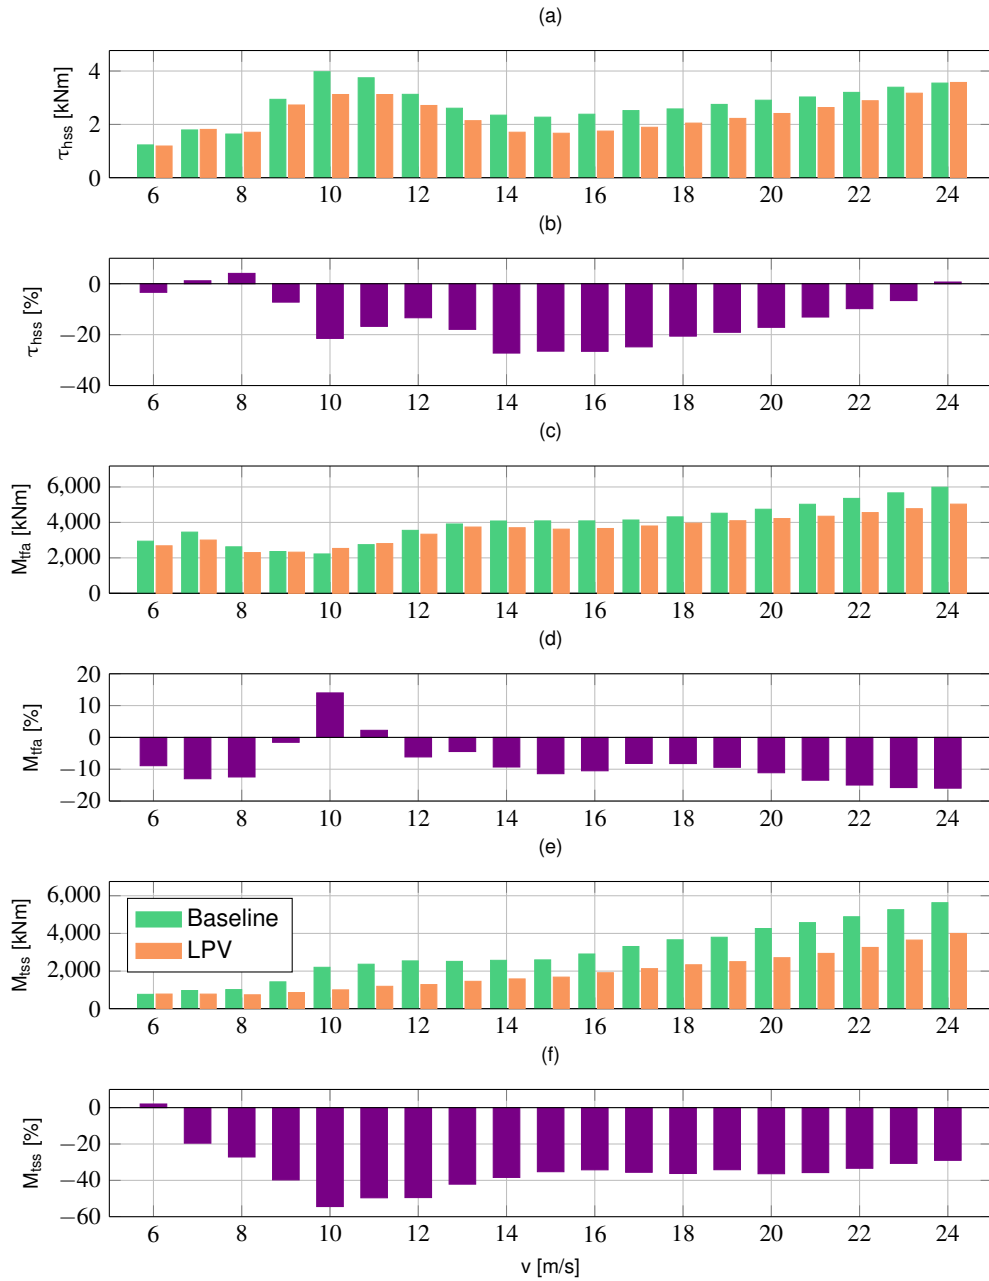 (a)
τhss [kNm]
4
2
0
6 8 10 12 14 16 18 20 22 24
(b)
τhss [%]
0
−20
−40
6 8 10 12 14 16 18 20 22 24
(c)
Mtfa [kNm]
6,000
4,000
2,000
0
6 8 10 12 14 16 18 20 22 24
(d)
Mtfa [%]
20
10
0
−10
−20
6 8 10 12 14 16 18 20 22 24
(e)
Mtss [kNm]
6,000
4,000
2,000
0
Baseline
LPV
6 8 10 12 14 16 18 20 22 24
(f)
Mtss [%]
0
−20
−40
−60
6 8 10 12 14 16 18 20 22 24
v [m/s]